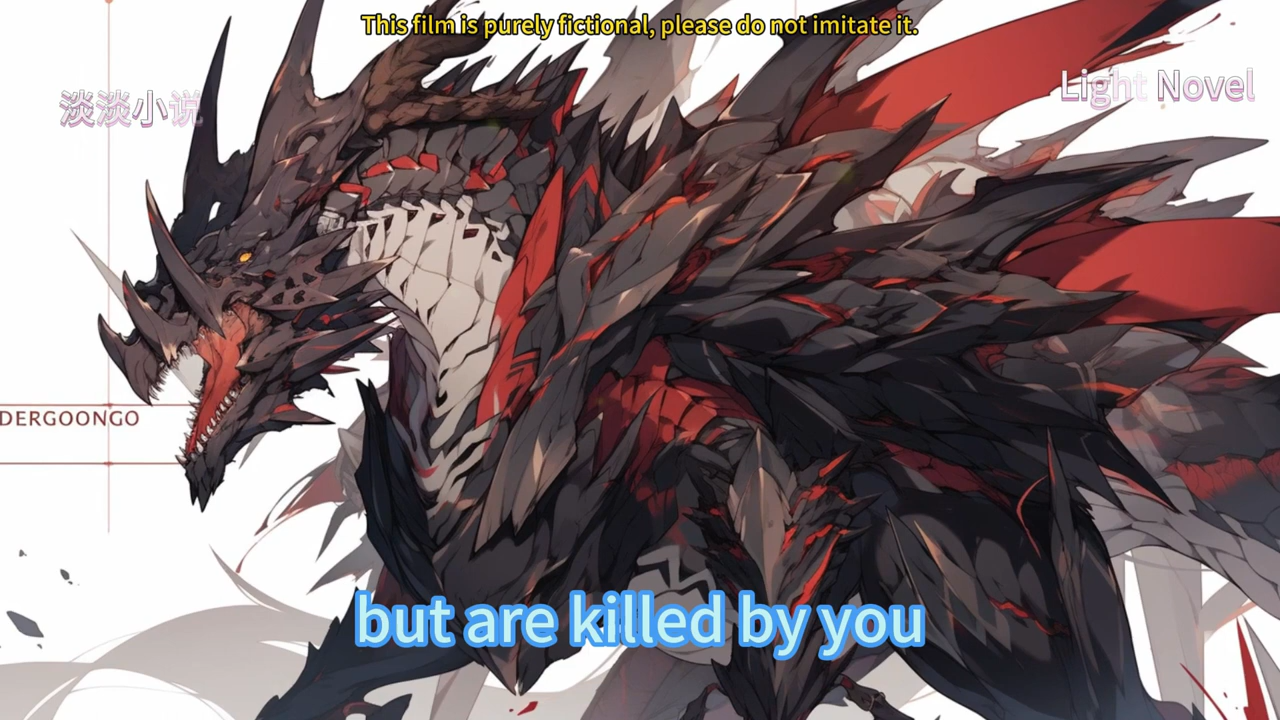 This film is purely fictional, please do not imitate it.
淡淡小说
Light Novel
DERGOONGO
but are killed by you